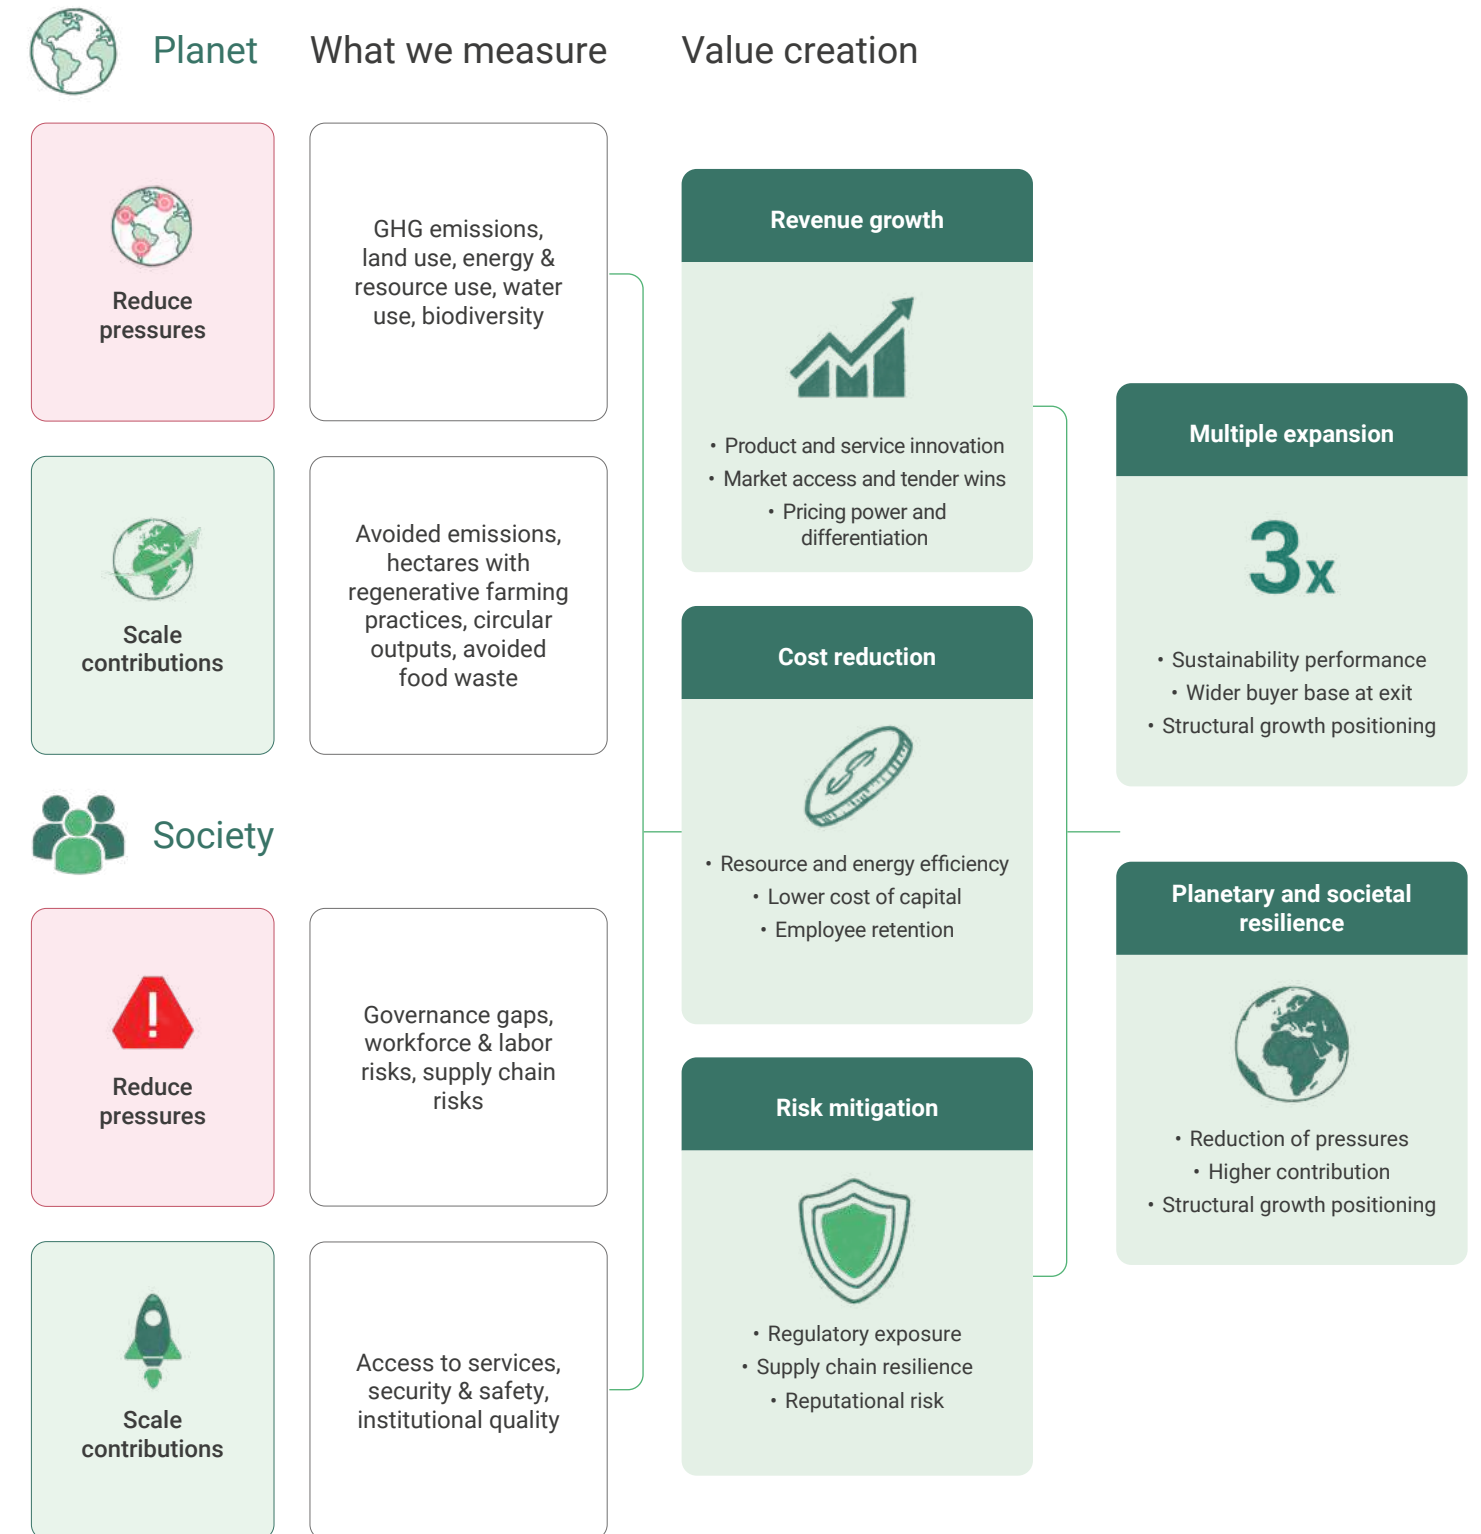 Planet
What we measure
Value creation
Reduce
pressures
GHG emissions,
land use, energy &
resource use, water
use, biodiversity
Scale
contributions
Avoided emissions,
hectares with
regenerative farming
practices, circular
outputs, avoided
food waste
Society
Reduce
pressures
Governance gaps,
workforce & labor
risks, supply chain
risks
Scale
contributions
Access to services,
security & safety,
institutional quality
Revenue growth
• Product and service innovation
• Market access and tender wins
• Pricing power and
differentiation
Cost reduction
$
• Resource and energy efficiency
• Lower cost of capital
• Employee retention
Risk mitigation
• Regulatory exposure
• Supply chain resilience
• Reputational risk
Multiple expansion
3x
• Sustainability performance
• Wider buyer base at exit
• Structural growth positioning
Planetary and societal
resilience
• Reduction of pressures
• Higher contribution
• Structural growth positioning